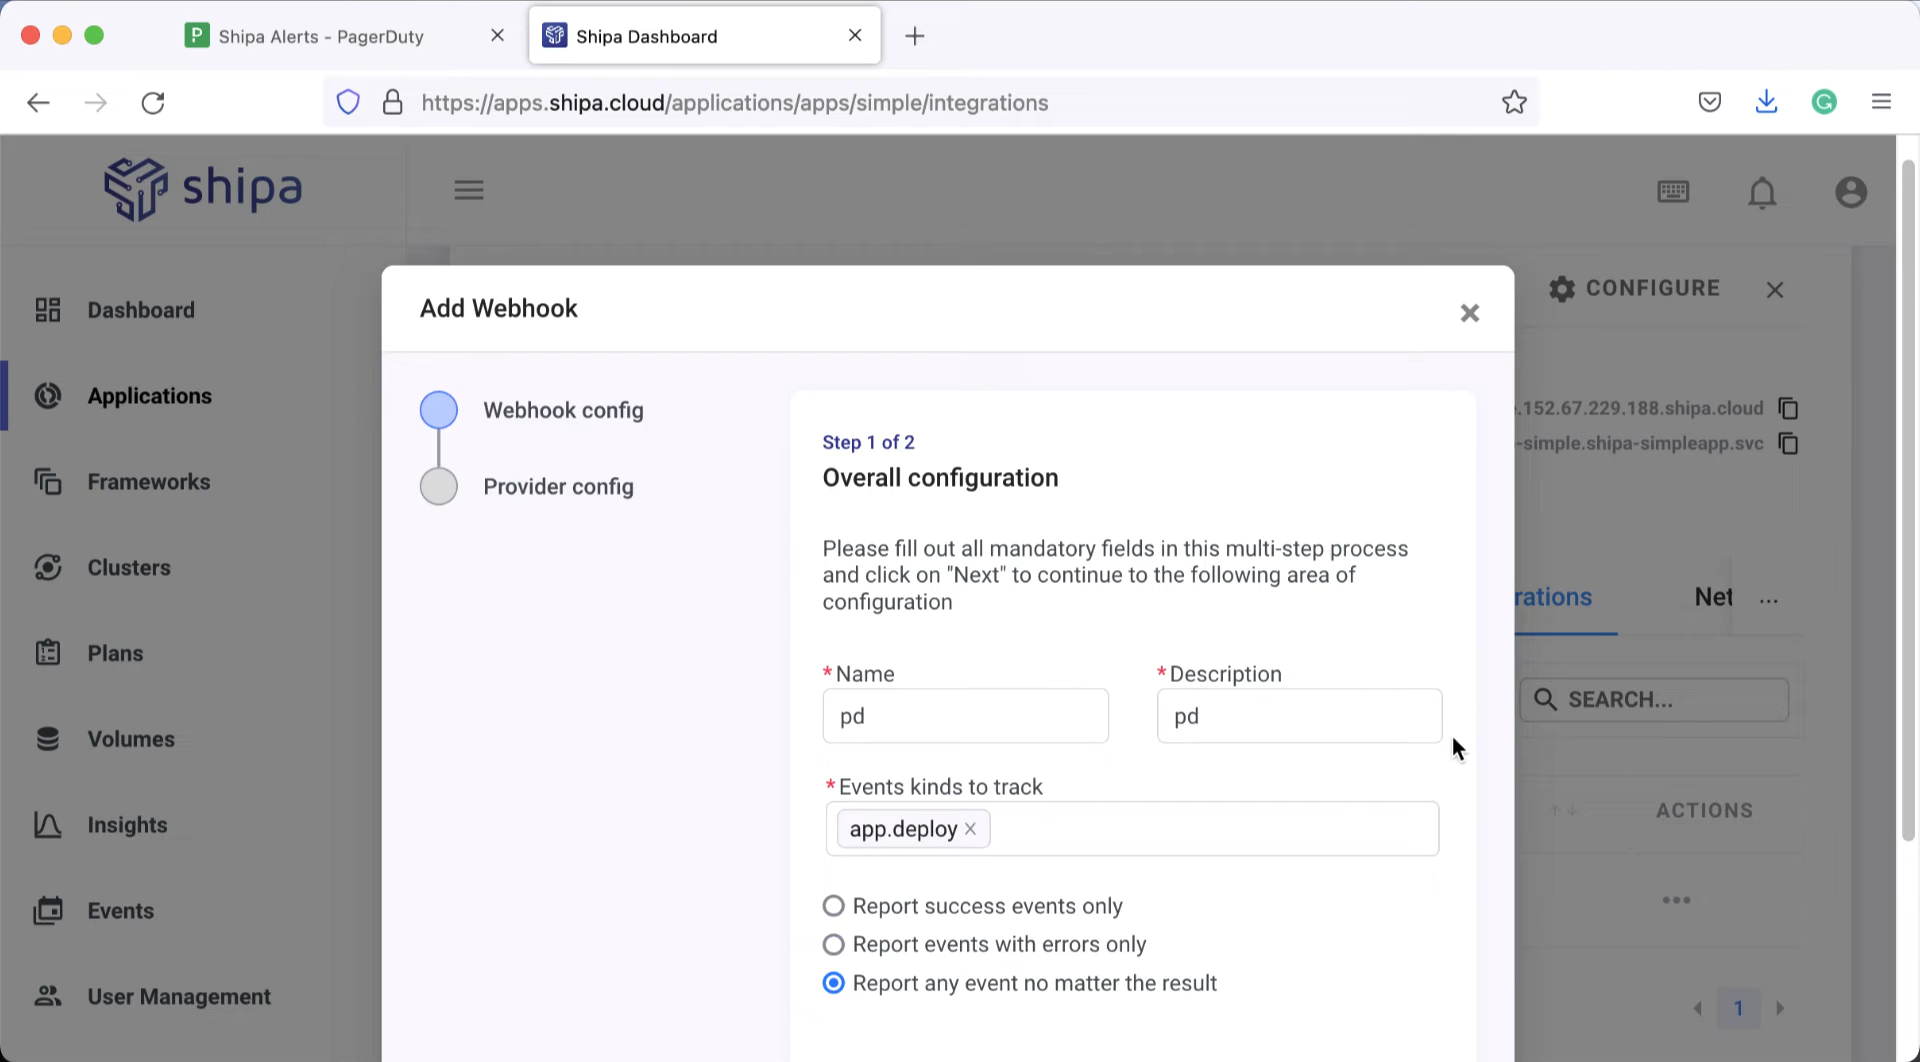 Shipa Alerts - PagerDuty
Shipa Dashboard
https://apps.shipa.cloud/applications/apps/simple/integrations
shipa
Dashboard
Applications
Frameworks
Clusters
Plans
Volumes
Insights
Events
User Management
Add Webhook
Webhook config
Provider config
Step 1 of 2
Overall configuration
Please fill out all mandatory fields in this multi-step process
and click on "Next" to continue to the following area of
configuration
*Name
*Description
pd
pd
*Events kinds to track
app.deploy
Report success events only
Report events with errors only
Report any event no matter the result
CONFIGURE
.152.67.229.188.shipa.cloud
-simple.shipa-simpleapp.svc
rations
Net
...
SEARCH...
ACTIONS
1